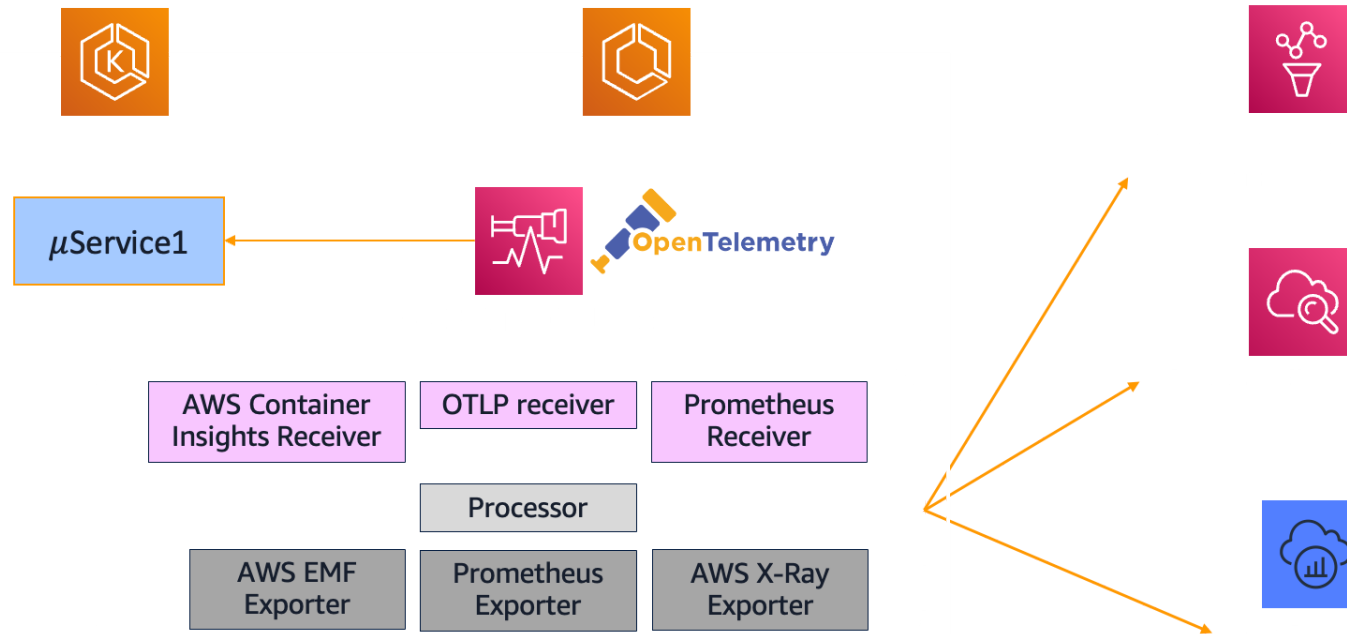 K
μService1
OpenTelemetry
AWS Container
Insights Receiver
OTLP receiver
Prometheus
Receiver
Processor
AWS EMF
Exporter
Prometheus
Exporter
AWS X-Ray
Exporter